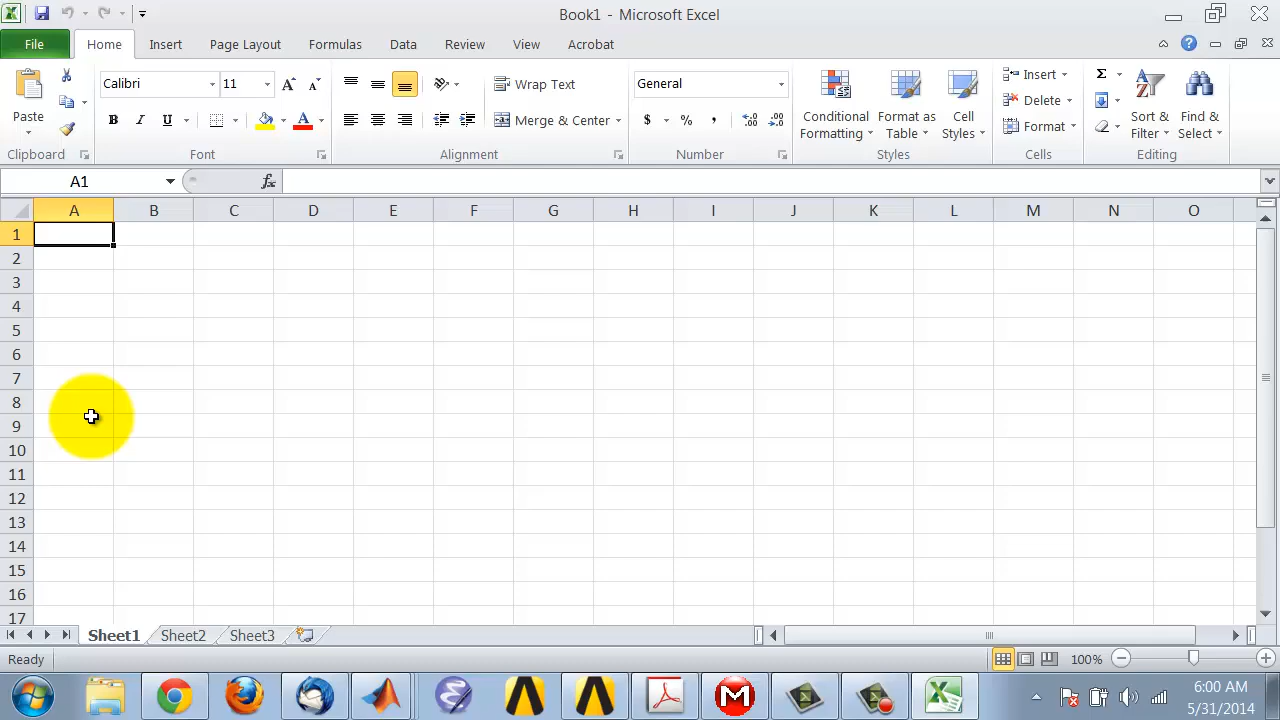 Book1 - Microsoft Excel
File Home Insert Page Layout Formulas Data Review View Acrobat
Calibri 11 General Insert
Wrap Text
Paste Conditional Formatting Format as Table Cell Styles Delete Sort & Filter Find & Select
B I U Merge & Center $ % , Format
Clipboard Font Alignment Number Styles Cells Editing
A1 fx
A B C D E F G H I J K L M N O
1
2
3
4
5
6
7
8
9
10
11
12
13
14
15
16
17
Sheet1 Sheet2 Sheet3
Ready 100%
6:00 AM
5/31/2014